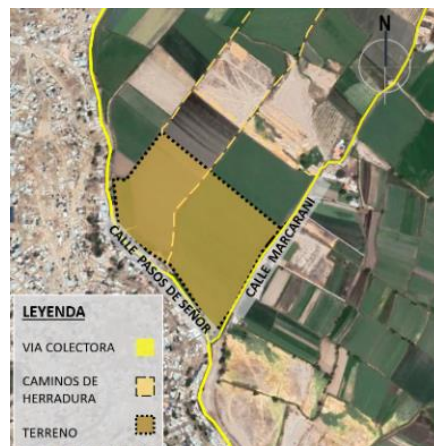 N
CALLE PASOS DE SEÑOR
CALLE MARCARANI
LEYENDA
VIA COLECTORA
CAMINOS DE
HERRADURA
TERRENO